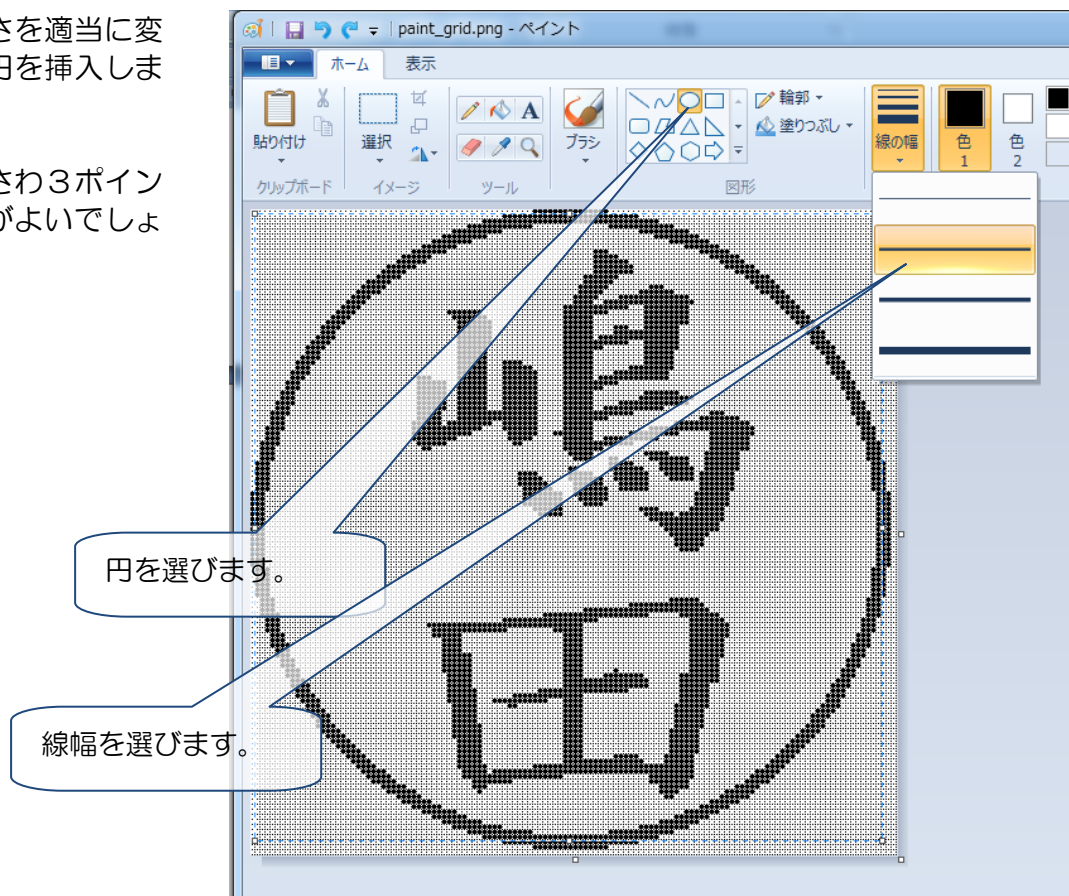 さを適当に変
円を挿入しま
さわ３ポイン
がよいでしょ
paint_grid.png - ペイント
ホーム 表示
貼り付け
選択
A
ブラシ
輪郭
塗りつぶし
線の幅
色
1
色
2
クリップボード
イメージ
ツール
図形
嶋
田
円を選びます。
線幅を選びます。